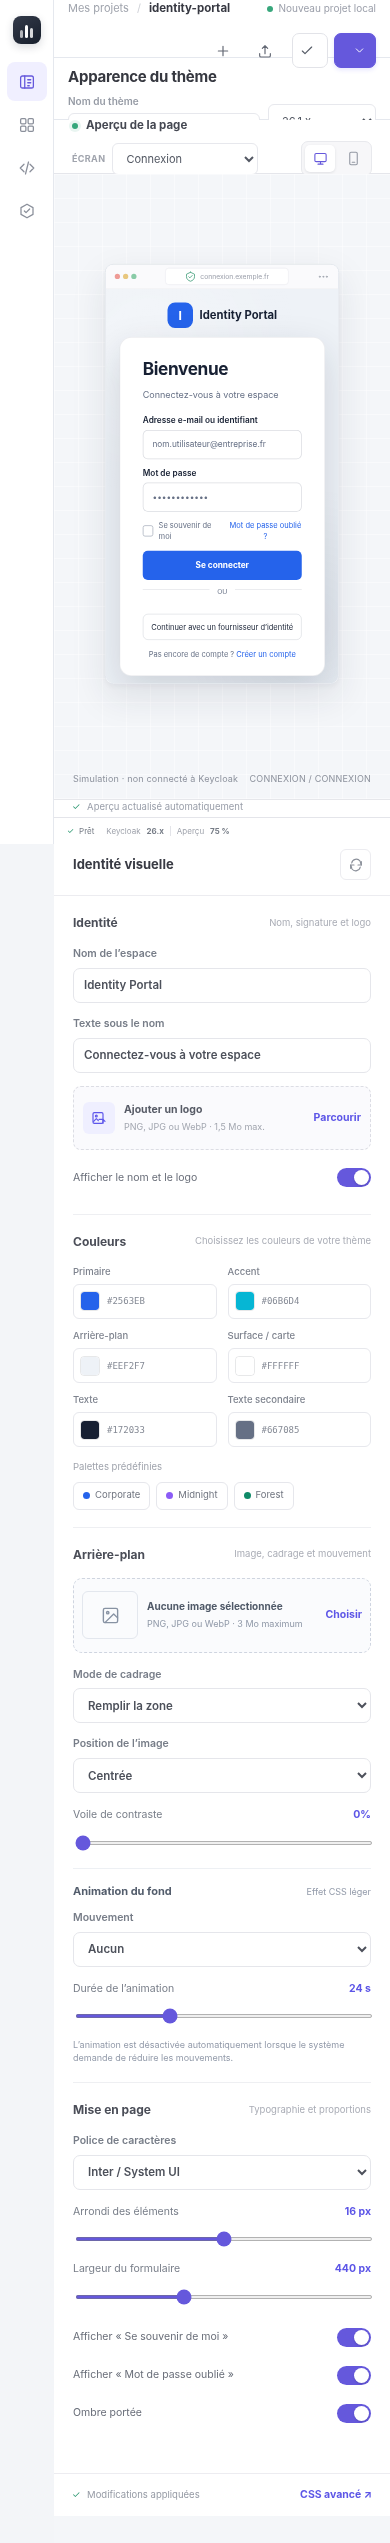 Mes projets / identity-portal
Nouveau projet local
Apparence du thème
Nom du thème
Aperçu de la page
ÉCRAN
Connexion
connexion.exemple.fr
I Identity Portal
Bienvenue
Connectez-vous à votre espace
Adresse e-mail ou identifiant
nom.utilisateur@entreprise.fr
Mot de passe
••••••••••••
Se souvenir de moi
Mot de passe oublié ?
Se connecter
OU
Continuer avec un fournisseur d'identité
Pas encore de compte ? Créer un compte
Simulation · non connecté à Keycloak
CONNEXION / CONNEXION
Aperçu actualisé automatiquement
Prêt Keycloak 26.x Aperçu 75 %
Identité visuelle
Identité
Nom, signature et logo
Nom de l'espace
Identity Portal
Texte sous le nom
Connectez-vous à votre espace
Ajouter un logo
PNG, JPG ou WebP · 1,5 Mo max.
Parcourir
Afficher le nom et le logo
Couleurs
Choisissez les couleurs de votre thème
Primaire
Accent
#2563EB
#06B6D4
Arrière-plan
Surface / carte
#EEF2F7
#FFFFFF
Texte
Texte secondaire
#172033
#667085
Palettes prédéfinies
Corporate
Midnight
Forest
Arrière-plan
Image, cadrage et mouvement
Aucune image sélectionnée
PNG, JPG ou WebP · 3 Mo maximum
Choisir
Mode de cadrage
Remplir la zone
Position de l'image
Centrée
Voile de contraste
0%
Animation du fond
Effet CSS léger
Mouvement
Aucun
Durée de l'animation
24 s
L'animation est désactivée automatiquement lorsque le système
demande de réduire les mouvements.
Mise en page
Typographie et proportions
Police de caractères
Inter / System UI
Arrondi des éléments
16 px
Largeur du formulaire
440 px
Afficher « Se souvenir de moi »
Afficher « Mot de passe oublié »
Ombre portée
Modifications appliquées
CSS avancé ↗